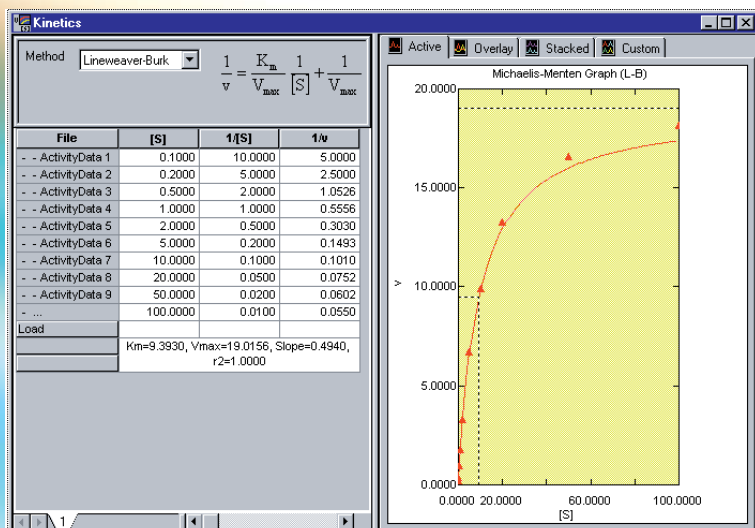 Kinetics
Method Lineweaver-Burk
1/v = Km/Vmax 1/[S] + 1/Vmax
File [S] 1/[S] 1/v
- - ActivityData 1 0.1000 10.0000 5.0000
- - ActivityData 2 0.2000 5.0000 2.5000
- - ActivityData 3 0.5000 2.0000 1.0526
- - ActivityData 4 1.0000 1.0000 0.5556
- - ActivityData 5 2.0000 0.5000 0.3030
- - ActivityData 6 5.0000 0.2000 0.1493
- - ActivityData 7 10.0000 0.1000 0.1010
- - ActivityData 8 20.0000 0.0500 0.0752
- - ActivityData 9 50.0000 0.0200 0.0602
- ... 100.0000 0.0100 0.0550
Load
Km=9.3930, Vmax=19.0156, Slope=0.4940,
r2=1.0000
1
Active Overlay Stacked Custom
Michaelis-Menten Graph (L-B)
20.0000
15.0000
v
10.0000
5.0000
0.0000
0.0000 20.0000 60.0000 100.0000
[S]